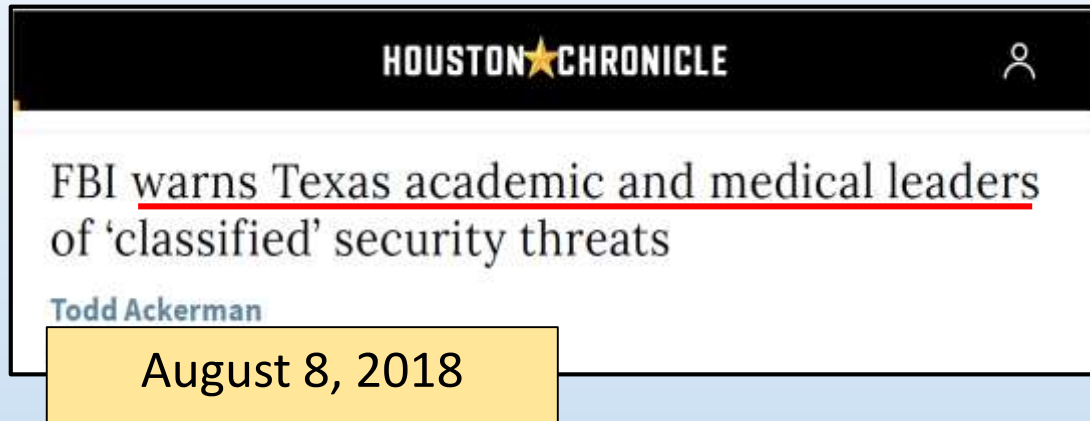 HOUSTON CHRONICLE
FBI warns Texas academic and medical leaders
of ‘classified’ security threats
Todd Ackerman
August 8, 2018